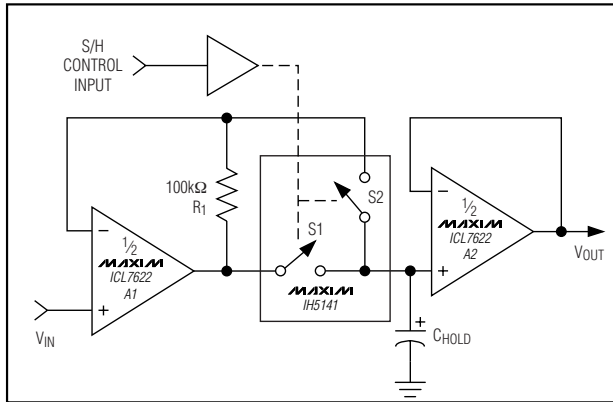 S/H
CONTROL
INPUT
100kΩ
R1
S2
S1
1/2
MAXIM
ICL7622
A1
1/2
MAXIM
ICL7622
A2
VOUT
MAXIM
IH5141
VIN
CHOLD
−
+
−
+
+